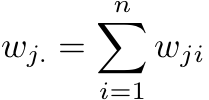 $w_{j.} = \sum_{i=1}^{n} w_{ji}$